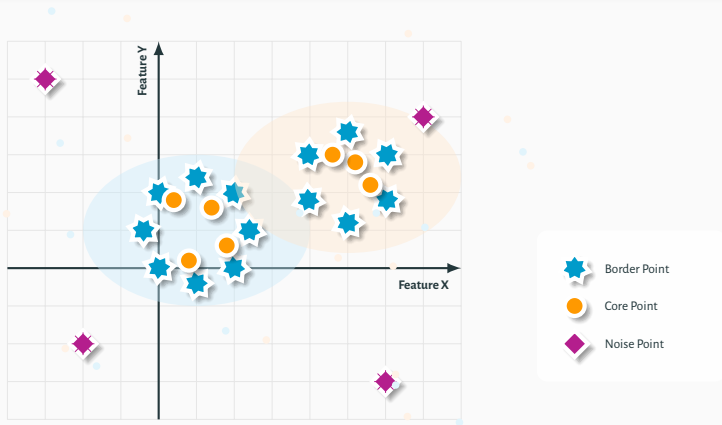 Feature Y
Feature X
Border Point
Core Point
Noise Point